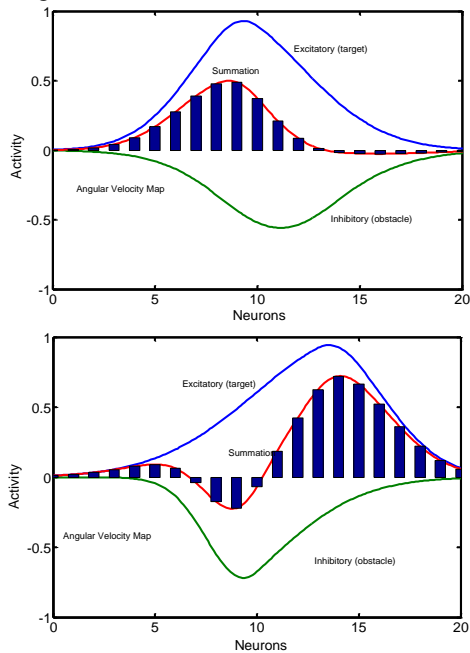 1
Excitatory (target)
Summation
0.5
0
Activity
Angular Velocity Map
-0.5
Inhibitory (obstacle)
-1
0 5 10 15 20
Neurons
1
Excitatory (target)
0.5
Summation
0
Activity
Angular Velocity Map
-0.5
Inhibitory (obstacle)
-1
0 5 10 15 20
Neurons